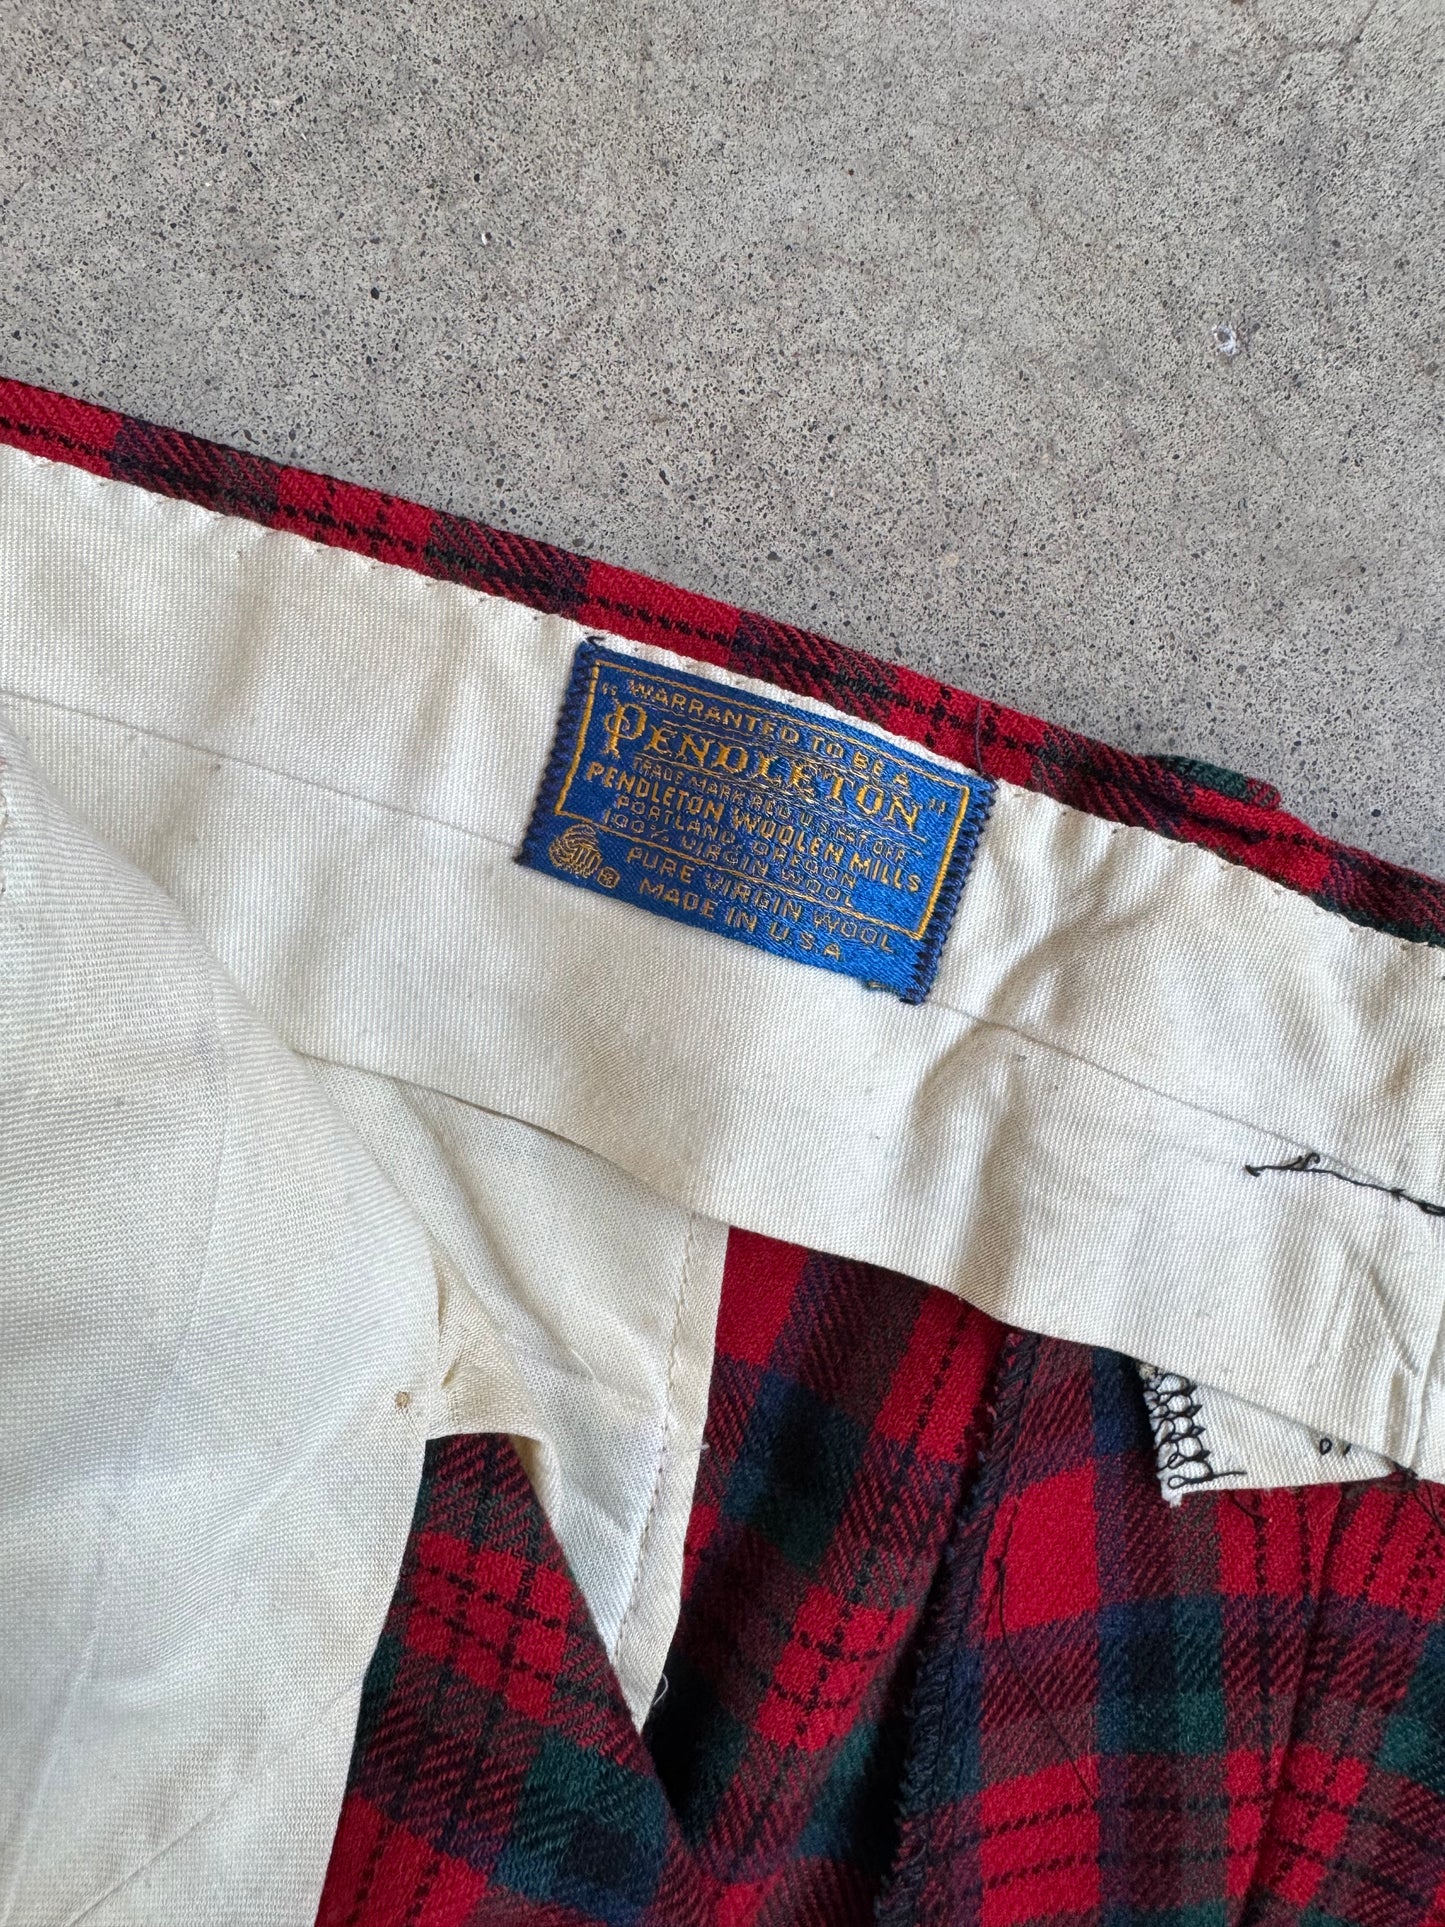 "WARRANTED TO BE A
PENDLETON"
TRADE MARK REG. U.S. PAT. OFF.
PENDLETON WOOLEN MILLS
PORTLAND, OREGON
100% VIRGIN WOOL
PURE VIRGIN WOOL
MADE IN U.S.A.